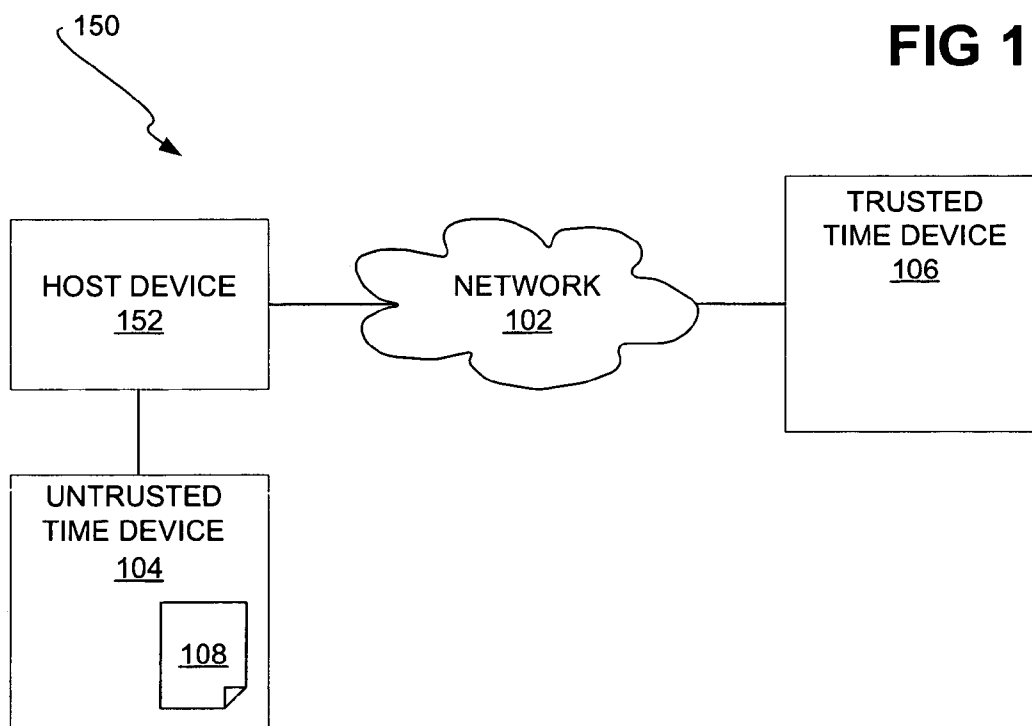 150
FIG 1
HOST DEVICE
152
NETWORK
102
TRUSTED
TIME DEVICE
106
UNTRUSTED
TIME DEVICE
104
108